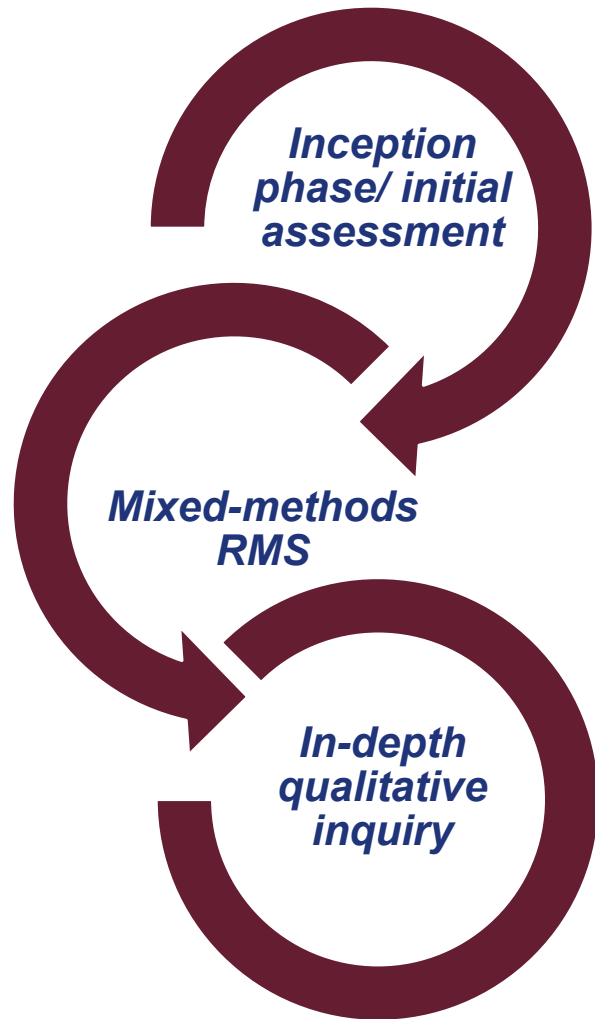 Inception
phase/ initial
assessment
Mixed-methods
RMS
In-depth
qualitative
inquiry